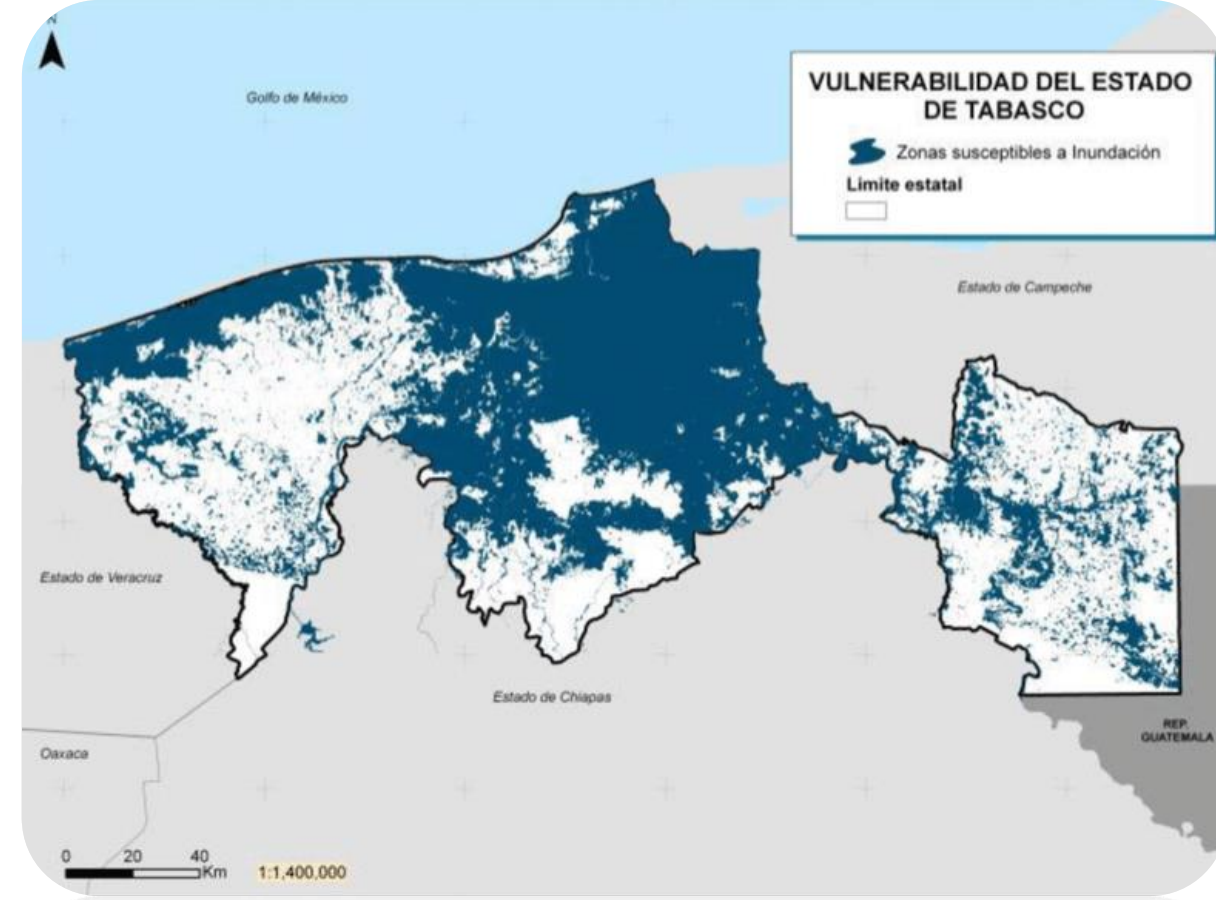 N
Golfo de México
VULNERABILIDAD DEL ESTADO
DE TABASCO
Zonas susceptibles a Inundación
Limite estatal
Estado de Campeche
Estado de Veracruz
Estado de Chiapas
REP.
GUATEMALA
Oaxaca
0 20 40
Km
1:1,400,000